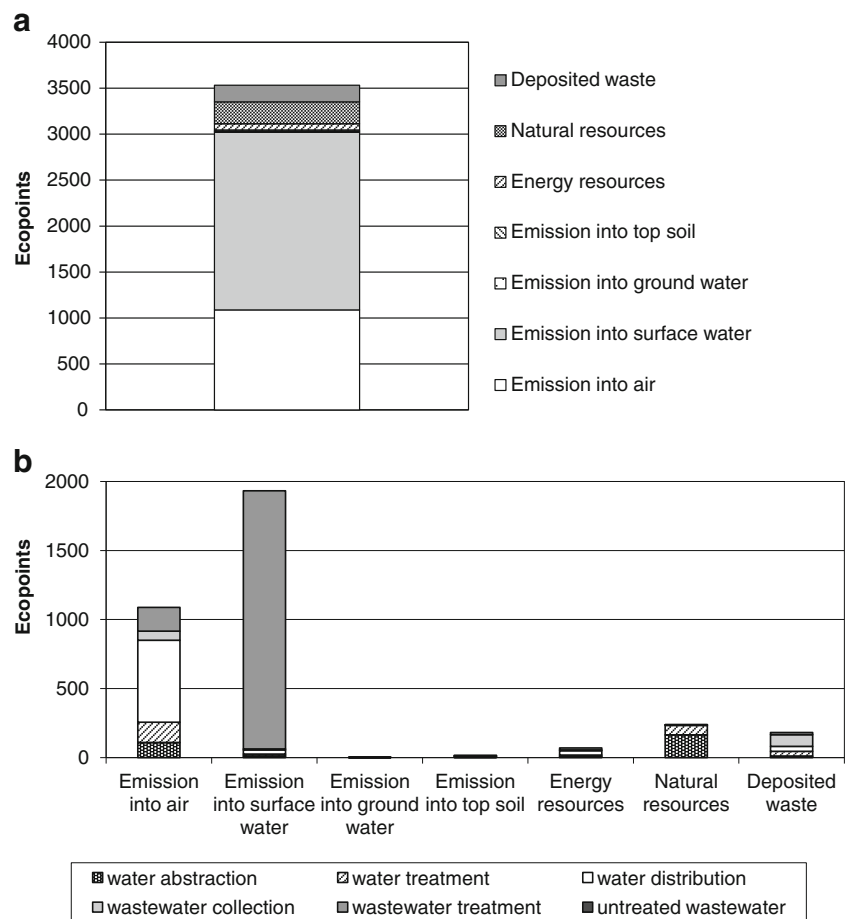 a
4000
3500
3000
2500
2000
1500
1000
500
0
Ecopoints
Deposited waste
Natural resources
Energy resources
Emission into top soil
Emission into ground water
Emission into surface water
Emission into air
b
2000
1500
1000
500
0
Ecopoints
Emission
into air
Emission
into surface
water
Emission
into ground
water
Emission
into top soil
Energy
resources
Natural
resources
Deposited
waste
water abstraction
water treatment
water distribution
wastewater collection
wastewater treatment
untreated wastewater